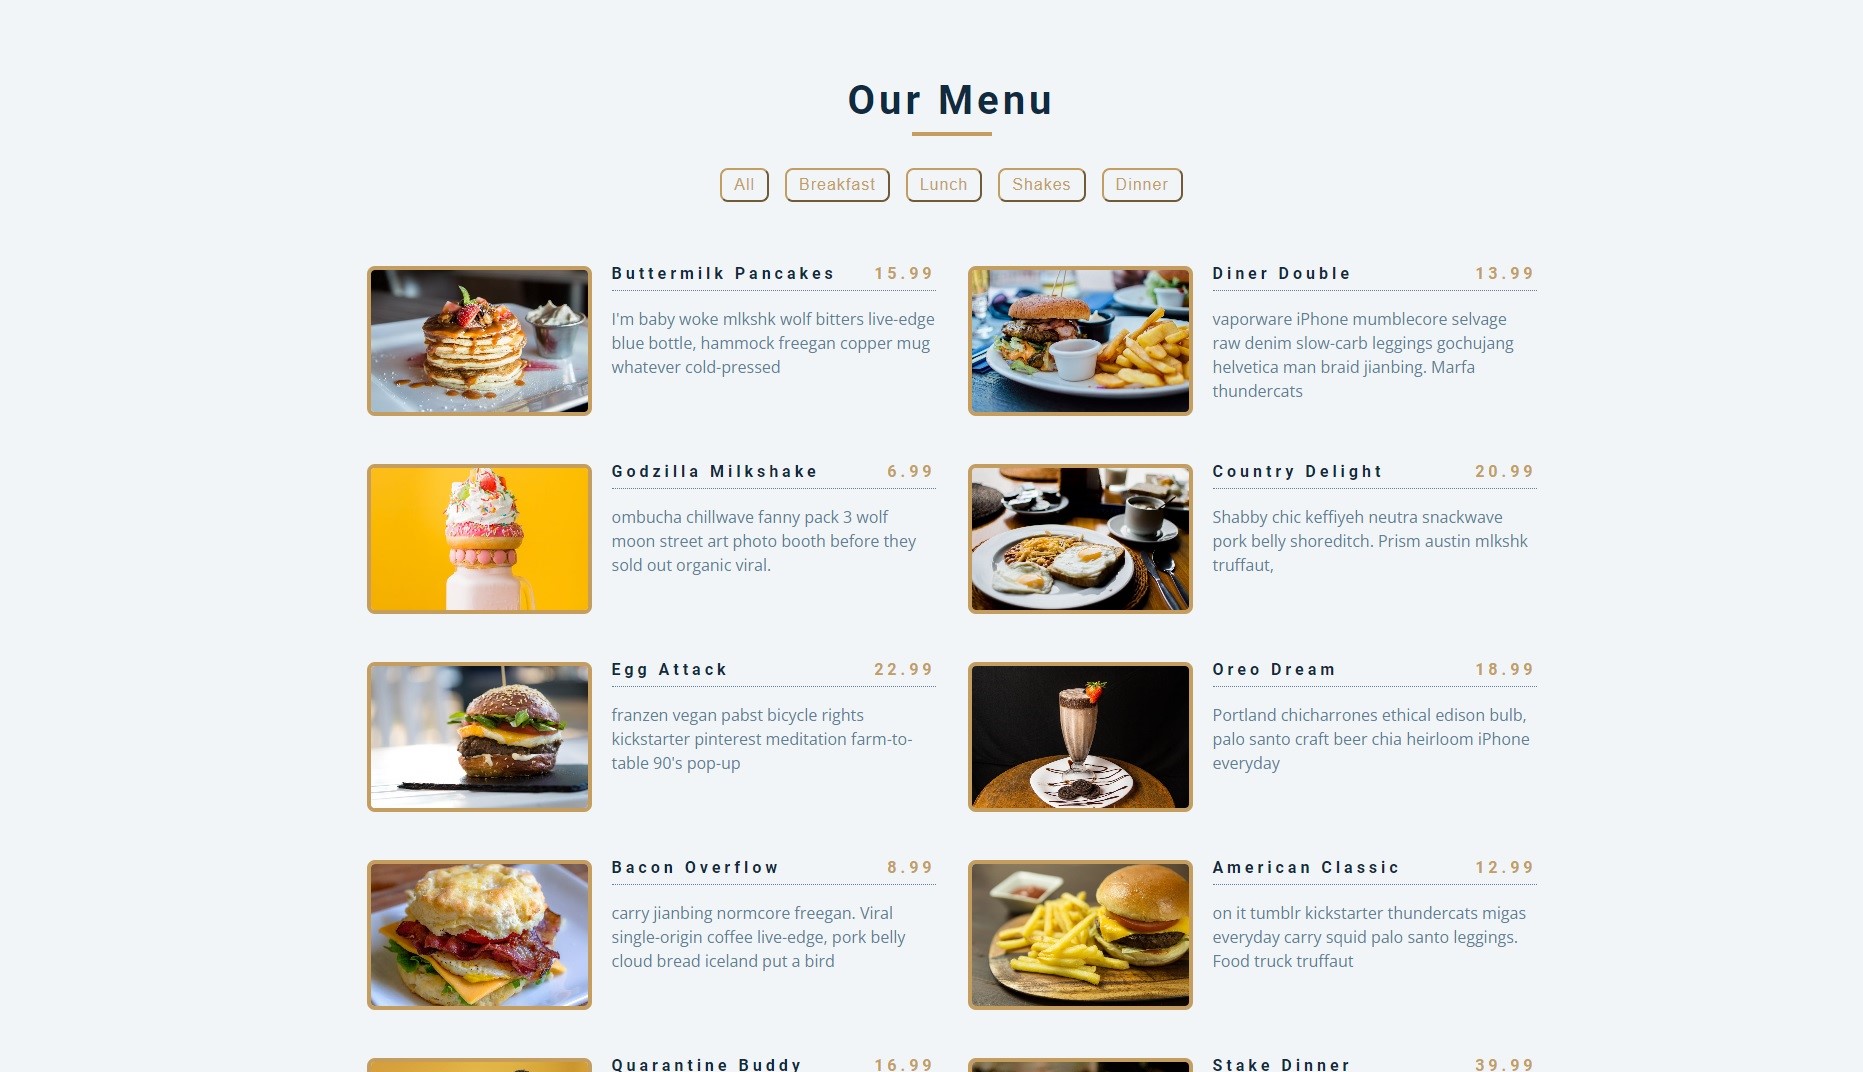 Our Menu
All Breakfast Lunch Shakes Dinner
Buttermilk Pancakes 15.99
I'm baby woke mlkshk wolf bitters live-edge
blue bottle, hammock freegan copper mug
whatever cold-pressed
Diner Double 13.99
vaporware iPhone mumblecore selvage
raw denim slow-carb leggings gochujang
helvetica man braid jianbing. Marfa
thundercats
Godzilla Milkshake 6.99
ombucha chillwave fanny pack 3 wolf
moon street art photo booth before they
sold out organic viral.
Country Delight 20.99
Shabby chic keffiyeh neutra snackwave
pork belly shoreditch. Prism austin mlkshk
truffaut,
Egg Attack 22.99
franzen vegan pabst bicycle rights
kickstarter pinterest meditation farm-to-
table 90's pop-up
Oreo Dream 18.99
Portland chicharrones ethical edison bulb,
palo santo craft beer chia heirloom iPhone
everyday
Bacon Overflow 8.99
carry jianbing normcore freegan. Viral
single-origin coffee live-edge, pork belly
cloud bread iceland put a bird
American Classic 12.99
on it tumblr kickstarter thundercats migas
everyday carry squid palo santo leggings.
Food truck truffaut
Quarantine Buddy 16.99
Stake Dinner 39.99